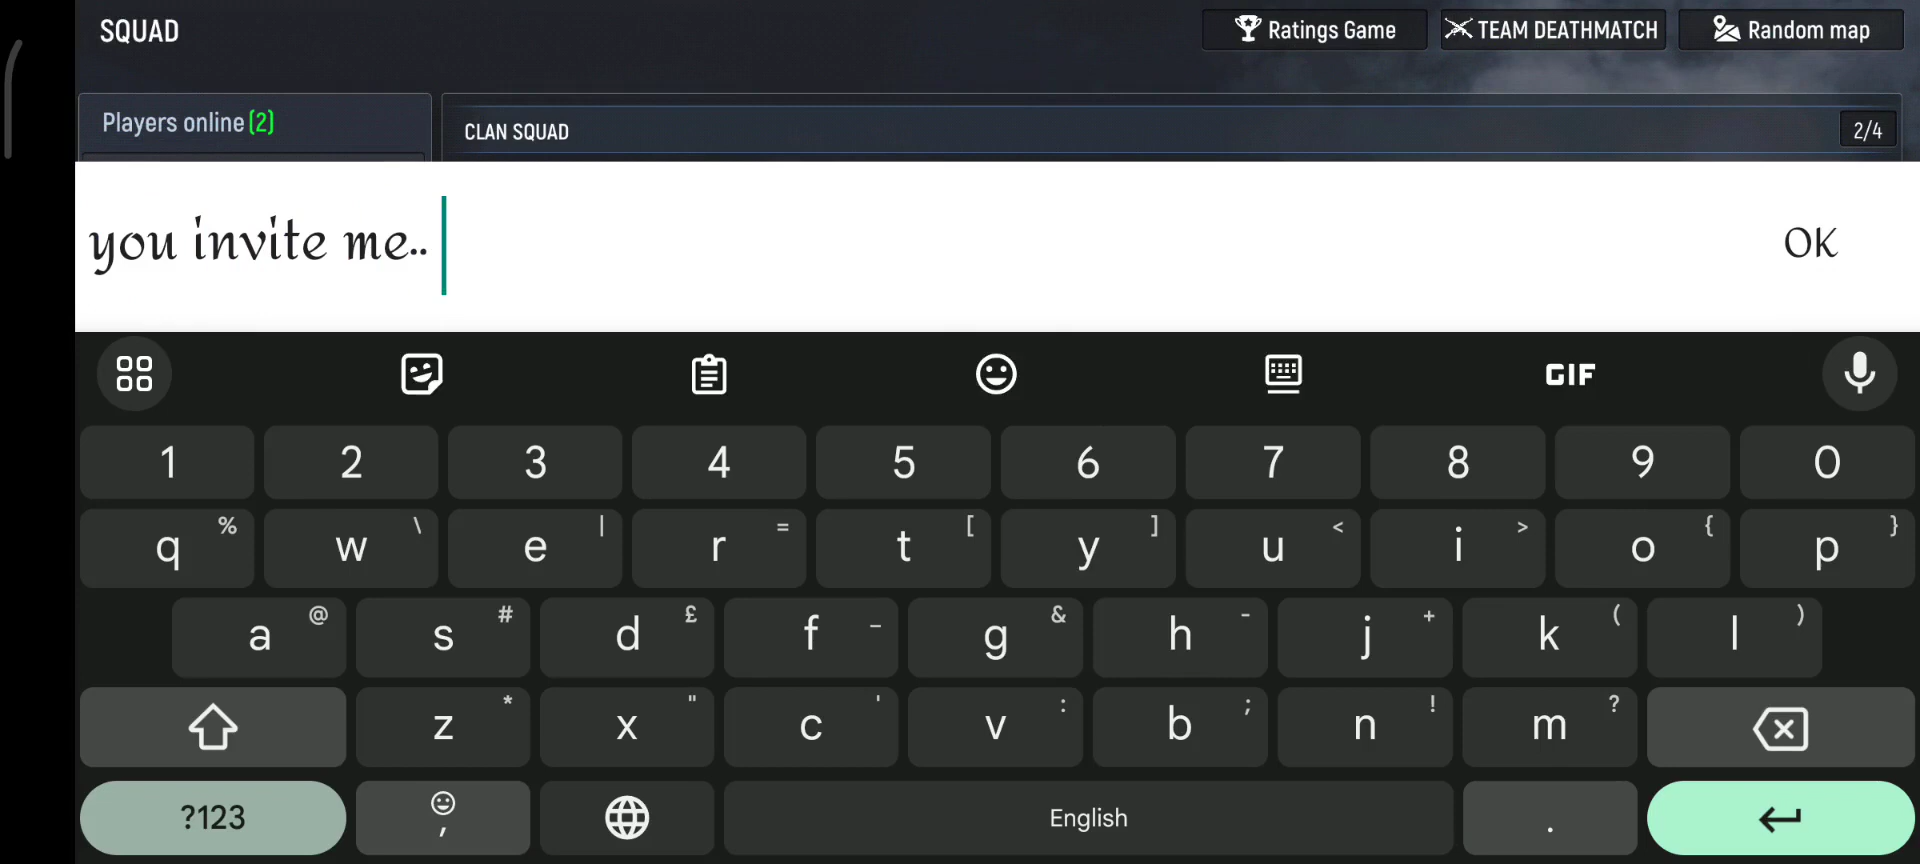 SQUAD
Ratings Game
TEAM DEATHMATCH
Random map
Players online (2)
CLAN SQUAD
2/4
you invite me..
OK
GIF
1 2 3 4 5 6 7 8 9 0
q % w \ e | r = t [ y ] u < i > o { p }
a @ s # d £ f _ g & h - j + k ( l )
z * x " c ' v : b ; n ! m ?
?123 , English .